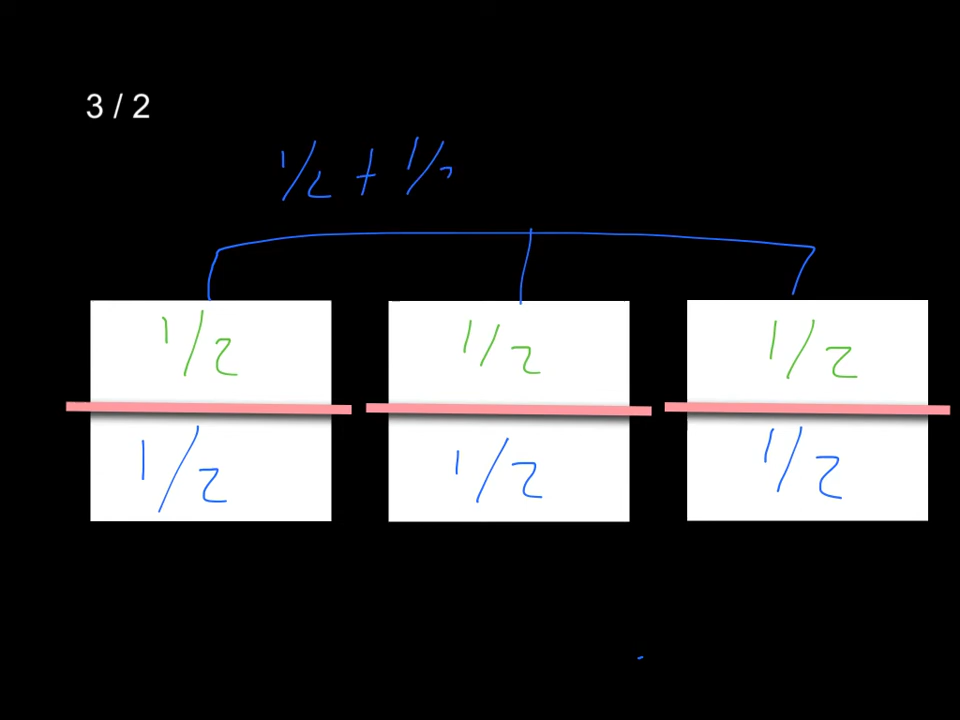 3 / 2
1/2 + 1/2
1/2 1/2 1/2
1/2 1/2 1/2